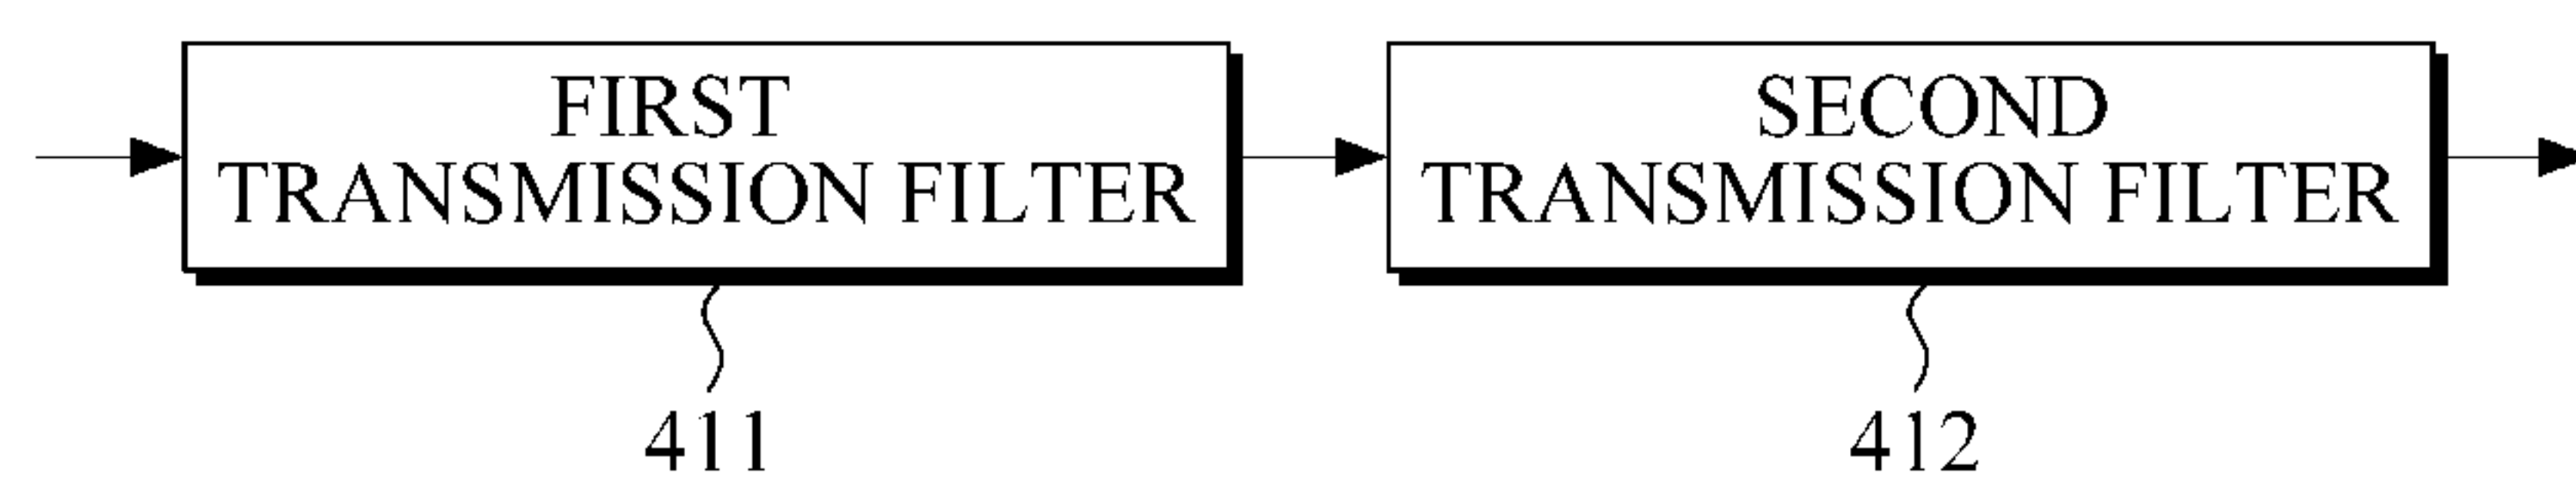 FIRST
TRANSMISSION FILTER
SECOND
TRANSMISSION FILTER
411
412